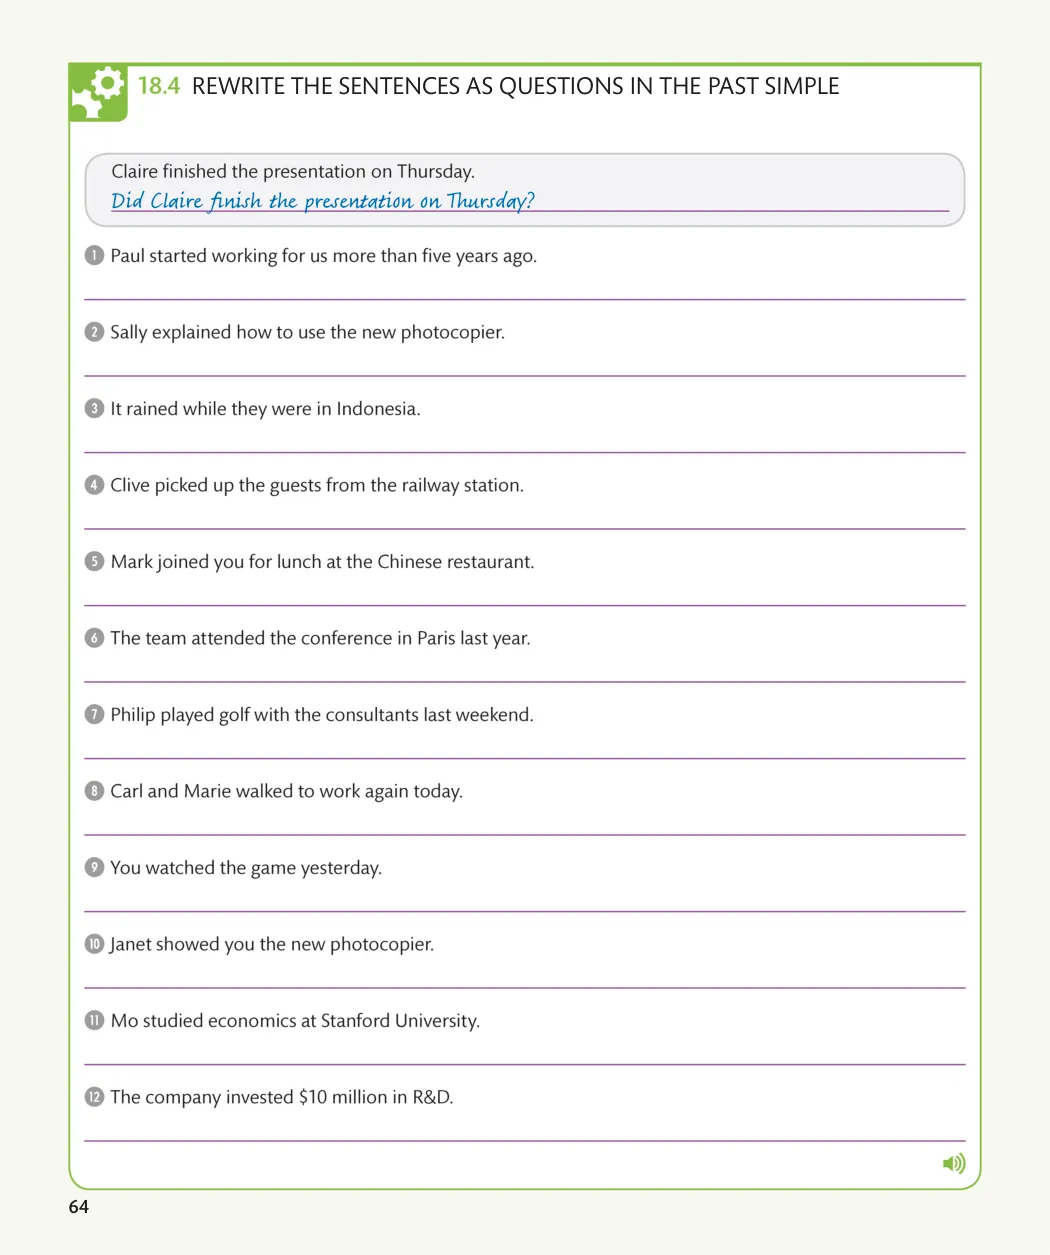 18.4 REWRITE THE SENTENCES AS QUESTIONS IN THE PAST SIMPLE
Claire finished the presentation on Thursday.
Did Claire finish the presentation on Thursday?
1 Paul started working for us more than five years ago.
2 Sally explained how to use the new photocopier.
3 It rained while they were in Indonesia.
4 Clive picked up the guests from the railway station.
5 Mark joined you for lunch at the Chinese restaurant.
6 The team attended the conference in Paris last year.
7 Philip played golf with the consultants last weekend.
8 Carl and Marie walked to work again today.
9 You watched the game yesterday.
10 Janet showed you the new photocopier.
11 Mo studied economics at Stanford University.
12 The company invested $10 million in R&D.
64